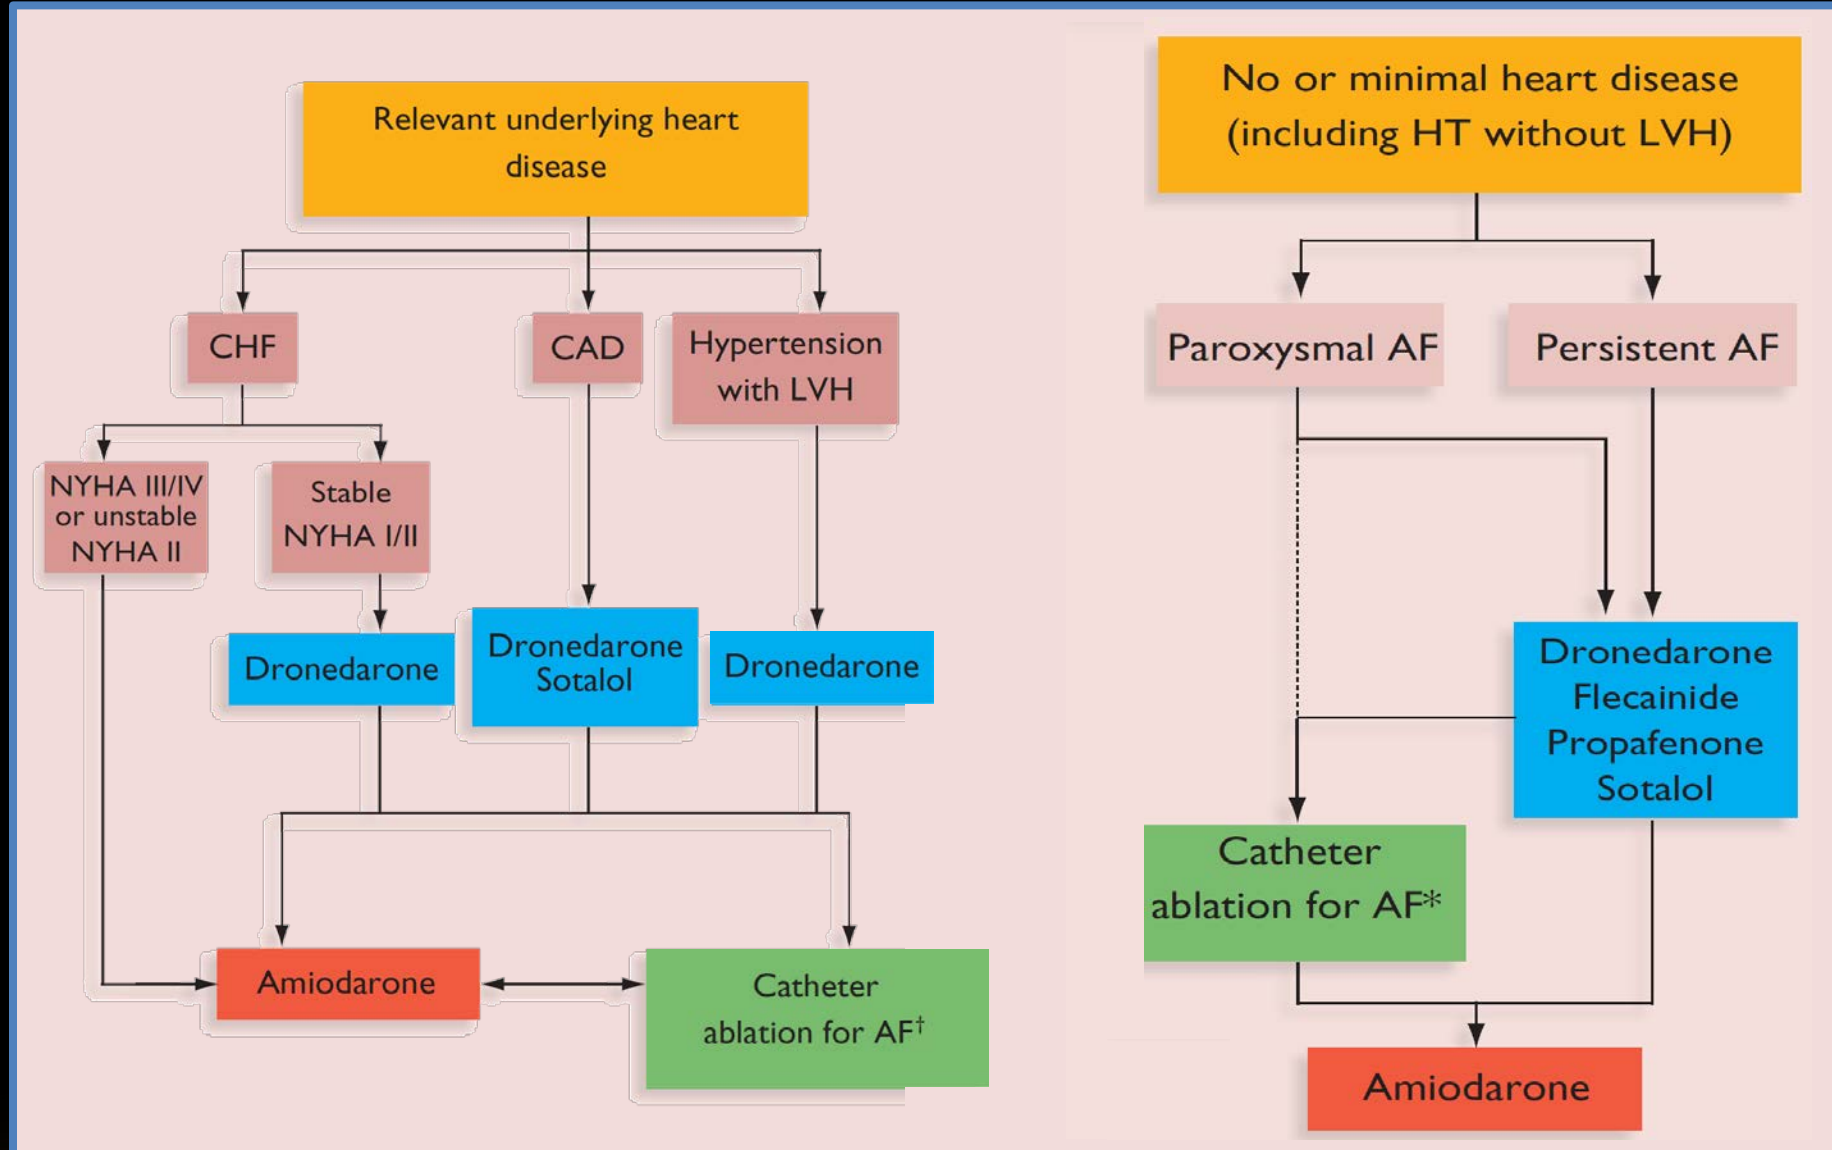 Relevant underlying heart
disease
CHF
CAD
Hypertension
with LVH
NYHA III/IV
or unstable
NYHA II
Stable
NYHA I/II
Dronedarone
Dronedarone
Sotalol
Dronedarone
Amiodarone
Catheter
ablation for AF†
No or minimal heart disease
(including HT without LVH)
Paroxysmal AF
Persistent AF
Dronedarone
Flecainide
Propafenone
Sotalol
Catheter
ablation for AF*
Amiodarone